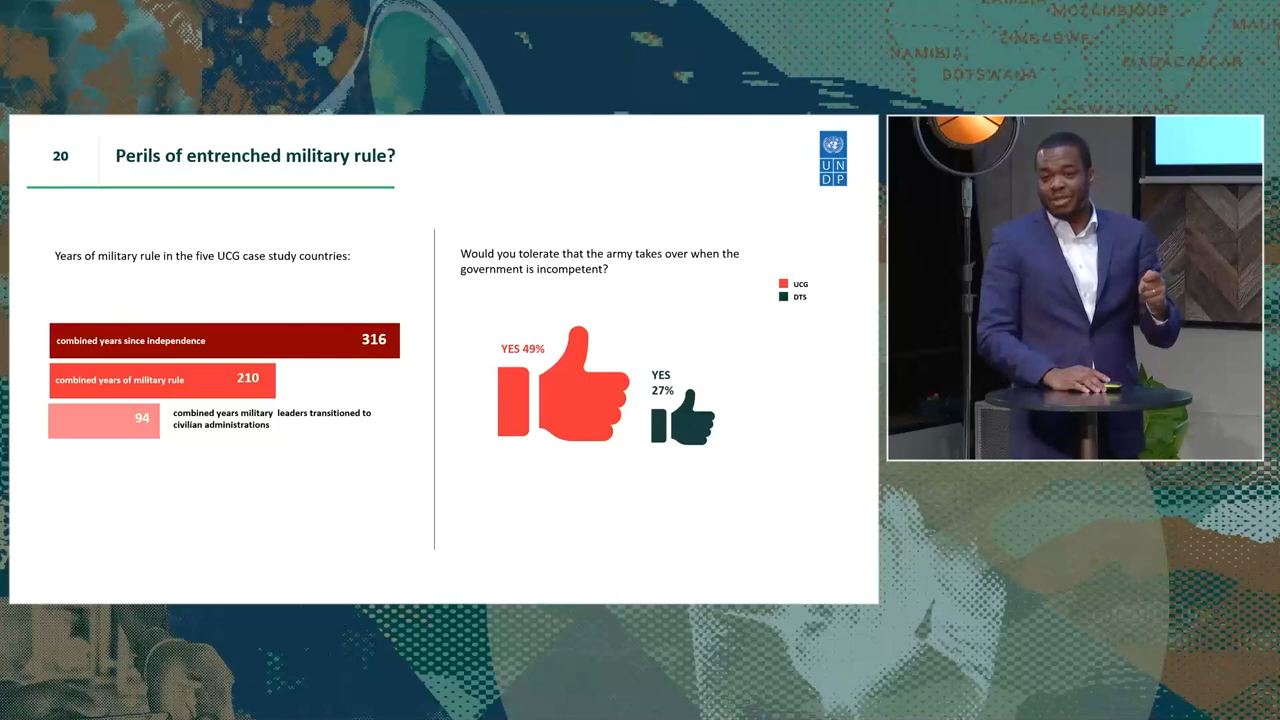 MOZAMBIQUE
ZIMBABWE
NAMIBIA
MADAGASCAR
BOTSWANA
SWAZILAND
20
Perils of entrenched military rule?
UN
DP
Years of military rule in the five UCG case study countries:
combined years since independence
316
combined years of military rule
210
94
combined years military leaders transitioned to
civilian administrations
Would you tolerate that the army takes over when the
government is incompetent?
UCG
DTS
YES 49%
YES
27%